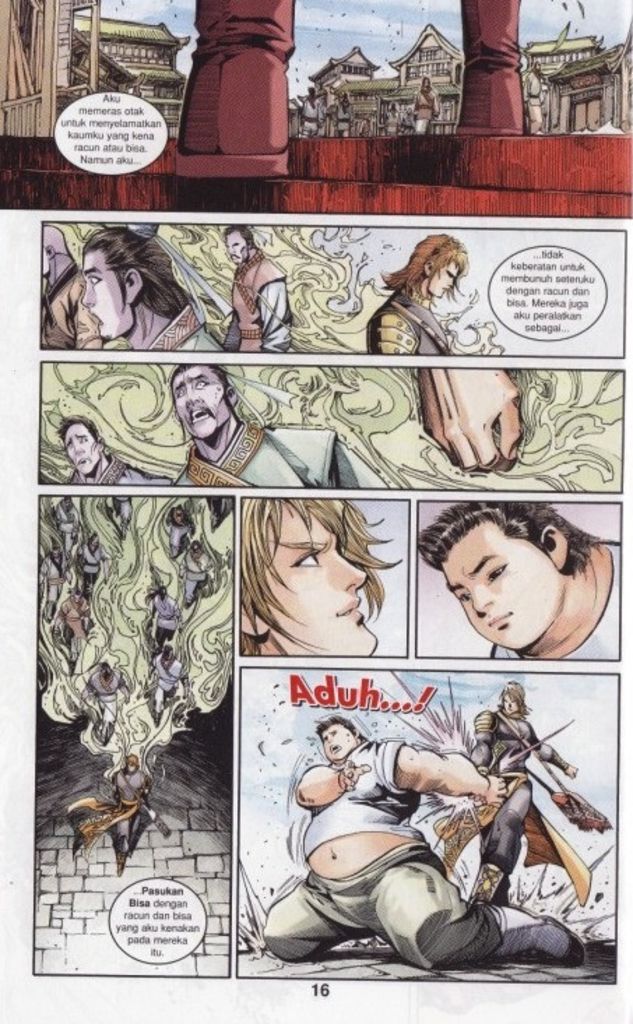 Aku
memeras otak
untuk menyelamatkan
kaumku yang kena
racun atau bisa.
Namun aku...
...tidak
keberatan untuk
membunuh seteruku
dengan racun dan
bisa. Mereka juga
aku peralatkan
sebagai...
...Pasukan
Bisa dengan
racun dan bisa
yang aku kenakan
pada mereka
itu.
Aduh....!
16